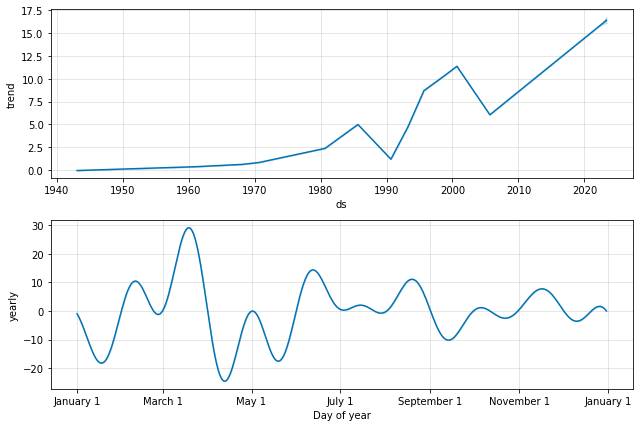 17.5
15.0
12.5
10.0
7.5
5.0
2.5
0.0
trend
1940 1950 1960 1970 1980 1990 2000 2010 2020
ds
30
20
10
0
−10
−20
yearly
January 1 March 1 May 1 July 1 September 1 November 1 January 1
Day of year